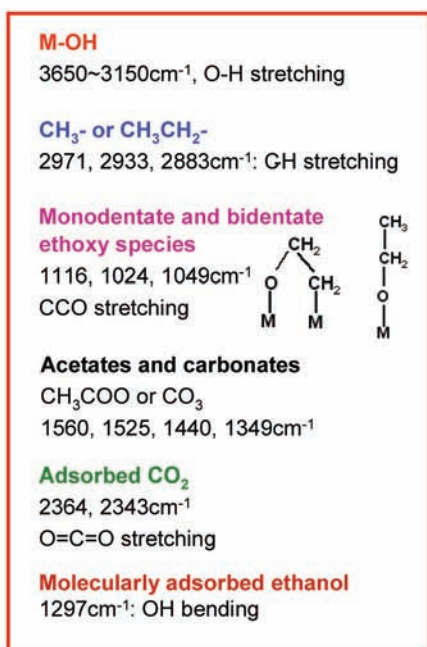 M-OH
3650~3150cm⁻¹, O-H stretching
CH₃- or CH₃CH₂-
2971, 2933, 2883cm⁻¹: CH stretching
Monodentate and bidentate
ethoxy species
1116, 1024, 1049cm⁻¹
CCO stretching
CH₂
O CH₂
M M
CH₃
CH₂
O
M
Acetates and carbonates
CH₃COO or CO₃
1560, 1525, 1440, 1349cm⁻¹
Adsorbed CO₂
2364, 2343cm⁻¹
O=C=O stretching
Molecularly adsorbed ethanol
1297cm⁻¹: OH bending